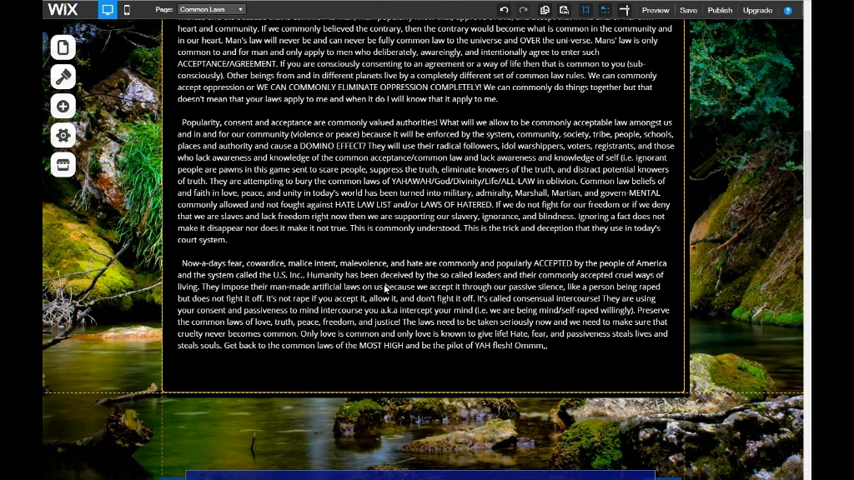 WiX
Page:
Common Laws
Preview
Save
Publish
Upgrade
?
heart and community. If we commonly believed the contrary, then the contrary would become what is common in the community and
in our heart. Man's law will never be and can never be fully common law to the universe and OVER the uni-verse. Mans' law is only
common to and for man and only apply to men who deliberately, awaringly, and intentionally agree to enter such
ACCEPTANCE/AGREEMENT. If you are consciously consenting to an agreement or a way of life then that is common to you (sub-
consciously). Other beings from and in different planets live by a completely different set of common law rules. We can commonly
accept oppression or WE CAN COMMONLY ELIMINATE OPPRESSION COMPLETELY! We can commonly do things together but that
doesn't mean that your laws apply to me and when it do I will know that it apply to me.
Popularity, consent and acceptance are commonly valued authorities! What will we allow to be commonly acceptable law amongst us
and in and for our community (violence or peace) because it will be enforced by the system, community, society, tribe, people, schools,
places and authority and cause a DOMINO EFFECT? They will use their radical followers, idol warshippers, voters, registrants, and those
who lack awareness and knowledge of the common acceptance/common law and lack awareness and knowledge of self (i.e. ignorant
people are pawns in this game sent to scare people, suppress the truth, eliminate knowers of the truth, and distract potential knowers
of truth. They are attempting to bury the common laws of YAHAWAH/God/Divinity/Life/ALL-LAW in oblivion. Common law beliefs of
and faith in love, peace, and unity in today's world has been turned into military, admiralty, Marshall, Martian, and govern-MENTAL
commonly allowed and not fought against HATE LAW LIST and/or LAWS OF HATERED. If we do not fight for our freedom or if we deny
that we are slaves and lack freedom right now then we are supporting our slavery, ignorance, and blindness. Ignoring a fact does not
make it disappear nor does it make it not true. This is commonly understood. This is the trick and deception that they use in today's
court system.
Now-a-days fear, cowardice, malice intent, malevolence, and hate are commonly and popularly ACCEPTED by the people of America
and the system called the U.S. Inc.. Humanity has been deceived by the so called leaders and their commonly accepted cruel ways of
living. They impose their man-made artificial laws on us because we accept it through our passive silence, like a person being raped
but does not fight it off. It's not rape if you accept it, allow it, and don't fight it off. It's called consensual intercourse! They are using
your consent and passiveness to mind intercourse you a.k.a intercept your mind (i.e. we are being mind/self-raped willingly). Preserve
the common laws of love, truth, peace, freedom, and justice! The laws need to be taken seriously now and we need to make sure that
cruelty never becomes common. Only love is common and only love is known to give life! Hate, fear, and passiveness steals lives and
steals souls. Get back to the common laws of the MOST HIGH and be the pilot of YAH flesh! Ommm,.